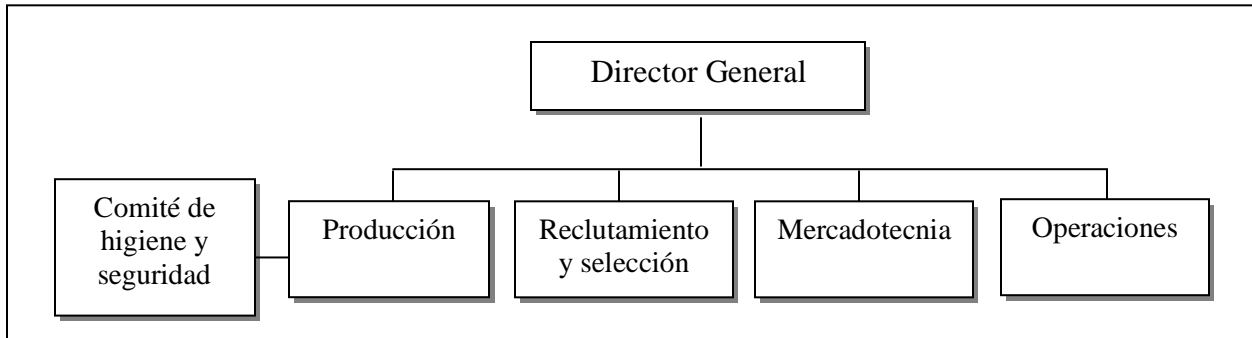 Director General
Comité de
higiene y
seguridad
Producción
Reclutamiento
y selección
Mercadotecnia
Operaciones